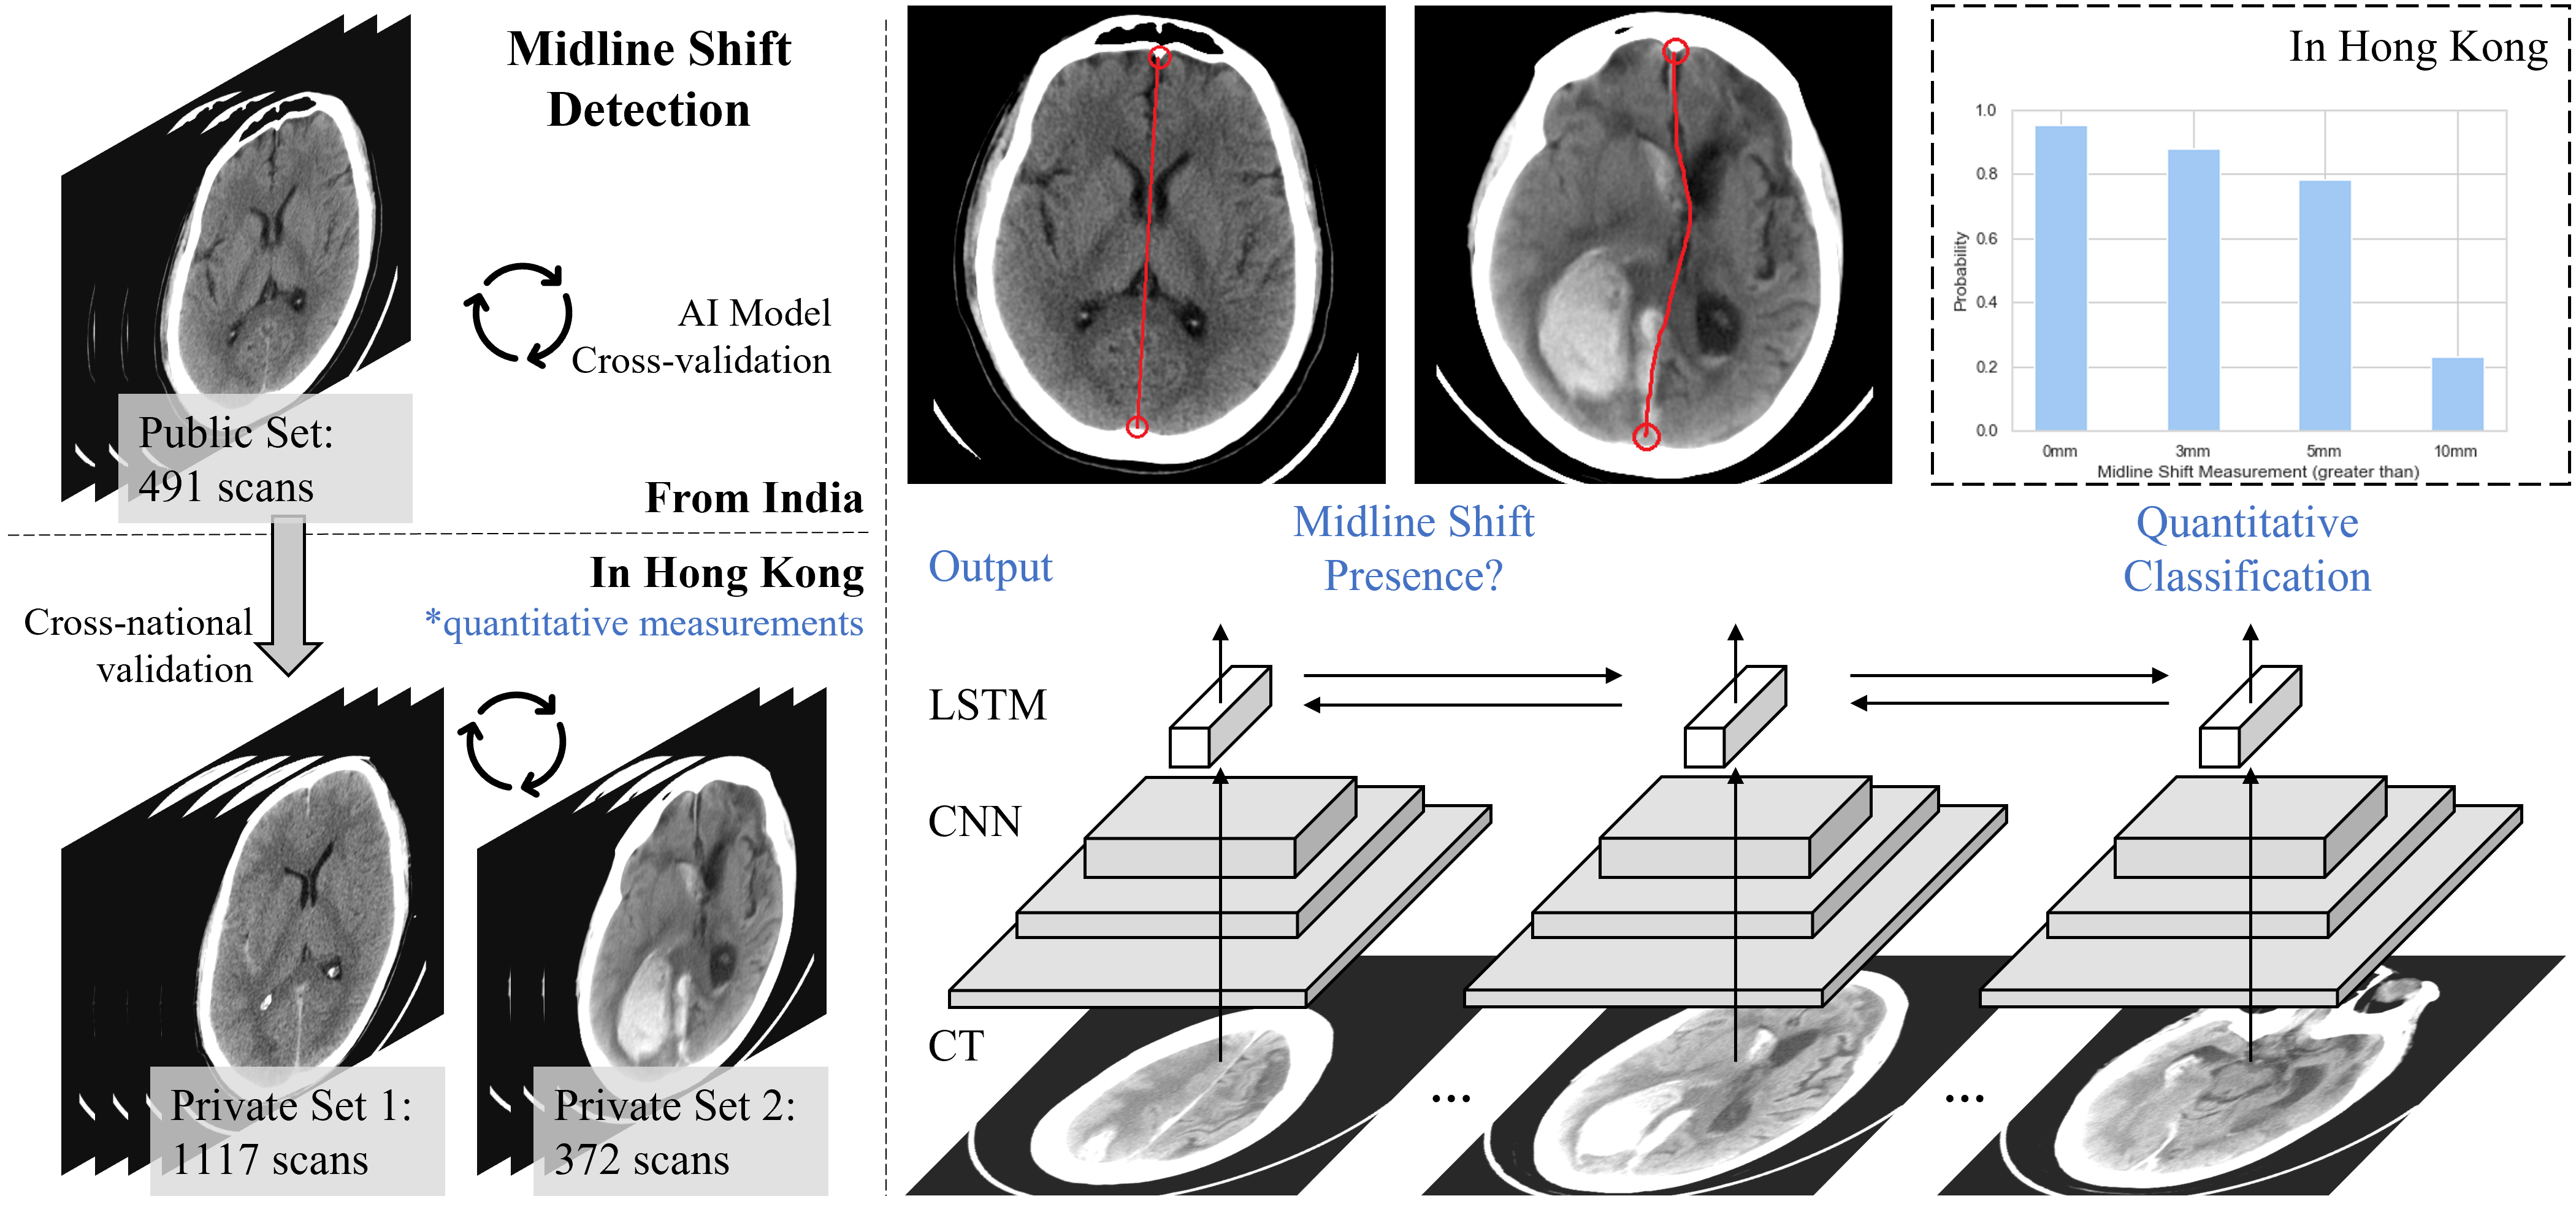 Midline Shift
Detection
AI Model
Cross-validation
Public Set:
491 scans
From India
In Hong Kong
*quantitative measurements
Cross-national
validation
Private Set 1:
1117 scans
Private Set 2:
372 scans
In Hong Kong
1.0
0.8
0.6
0.4
0.2
0.0
Probability
0mm
3mm
5mm
10mm
Midline Shift Measurement (greater than)
Output
Midline Shift
Presence?
Quantitative
Classification
LSTM
CNN
CT
...
...